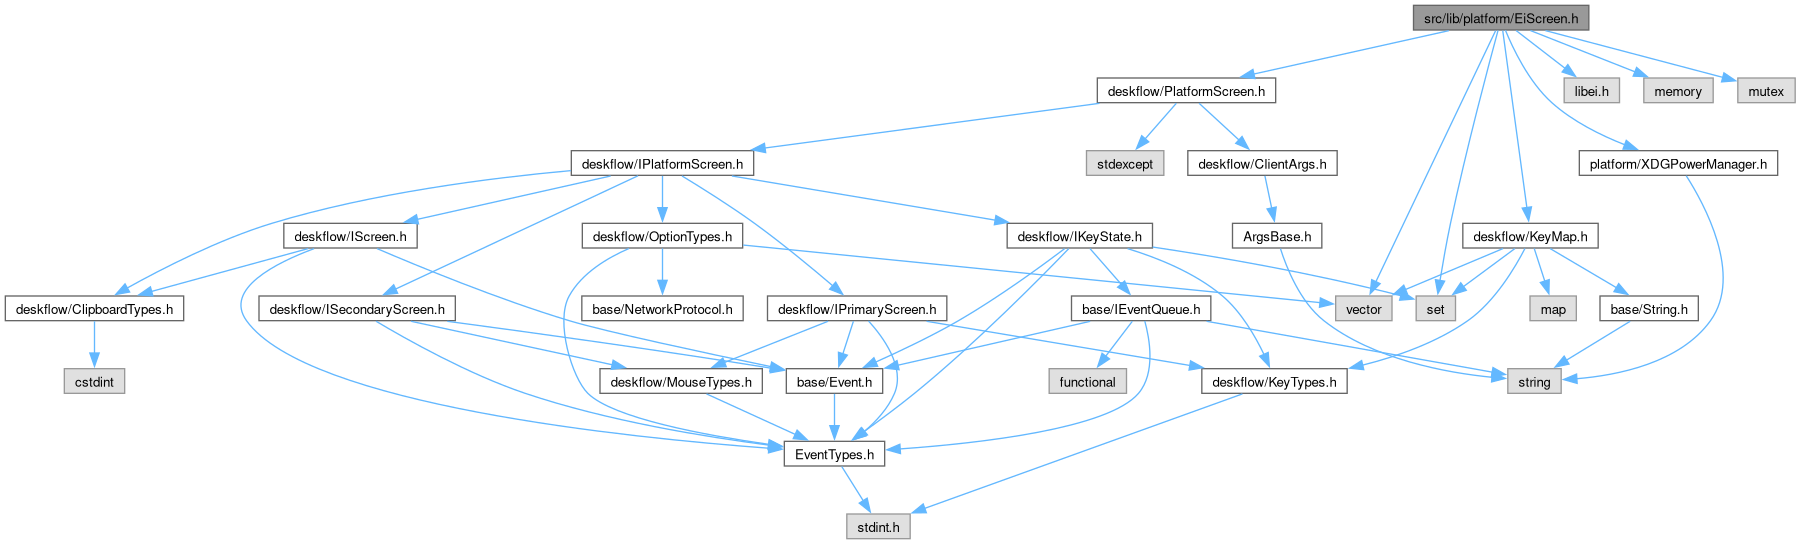 src/lib/platform/EiScreen.h
deskflow/PlatformScreen.h
libei.h
memory
mutex
deskflow/IPlatformScreen.h
stdexcept
deskflow/ClientArgs.h
platform/XDGPowerManager.h
deskflow/IScreen.h
deskflow/OptionTypes.h
deskflow/IKeyState.h
ArgsBase.h
deskflow/KeyMap.h
deskflow/ClipboardTypes.h
deskflow/ISecondaryScreen.h
base/NetworkProtocol.h
deskflow/IPrimaryScreen.h
base/IEventQueue.h
vector
set
map
base/String.h
cstdint
deskflow/MouseTypes.h
base/Event.h
functional
deskflow/KeyTypes.h
string
EventTypes.h
stdint.h